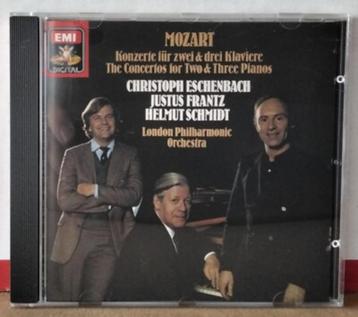 EMI
DIGITAL
MOZART
Konzerte für zwei & drei Klaviere
The Concertos for Two & Three Pianos
CHRISTOPH ESCHENBACH
JUSTUS FRANTZ
HELMUT SCHMIDT
London Philharmonic
Orchestra